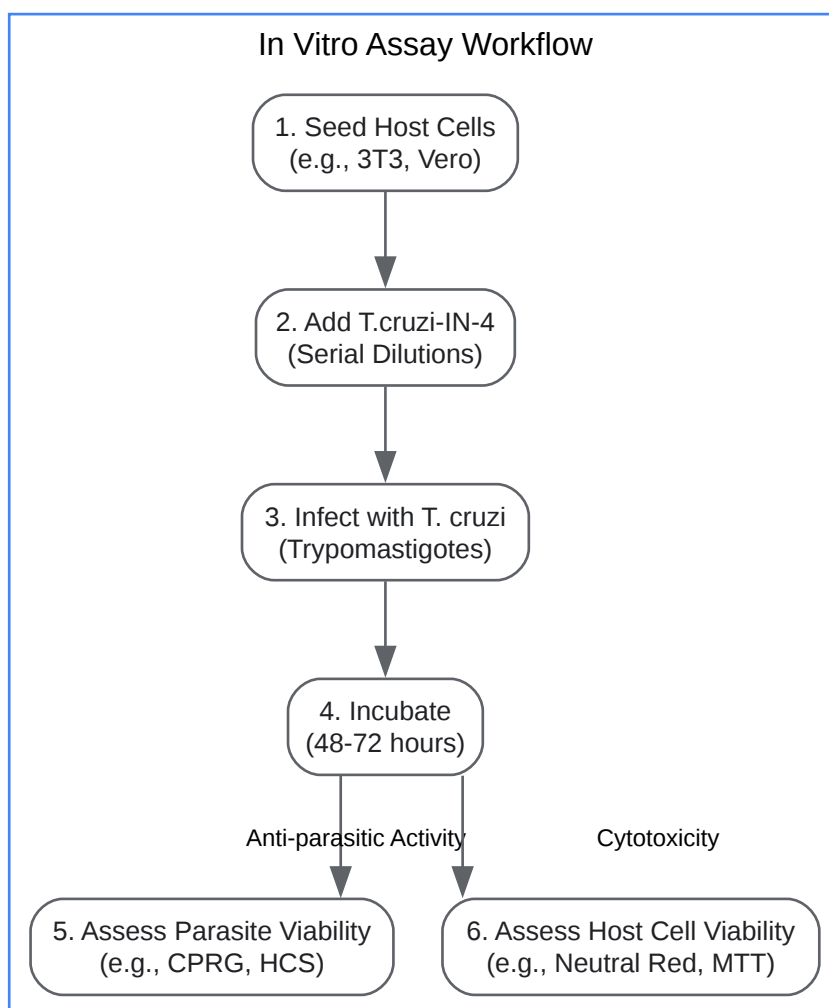 In Vitro Assay Workflow
1. Seed Host Cells
(e.g., 3T3, Vero)
2. Add T.cruzi-IN-4
(Serial Dilutions)
3. Infect with T. cruzi
(Trypomastigotes)
4. Incubate
(48-72 hours)
Anti-parasitic Activity
Cytotoxicity
5. Assess Parasite Viability
(e.g., CPRG, HCS)
6. Assess Host Cell Viability
(e.g., Neutral Red, MTT)